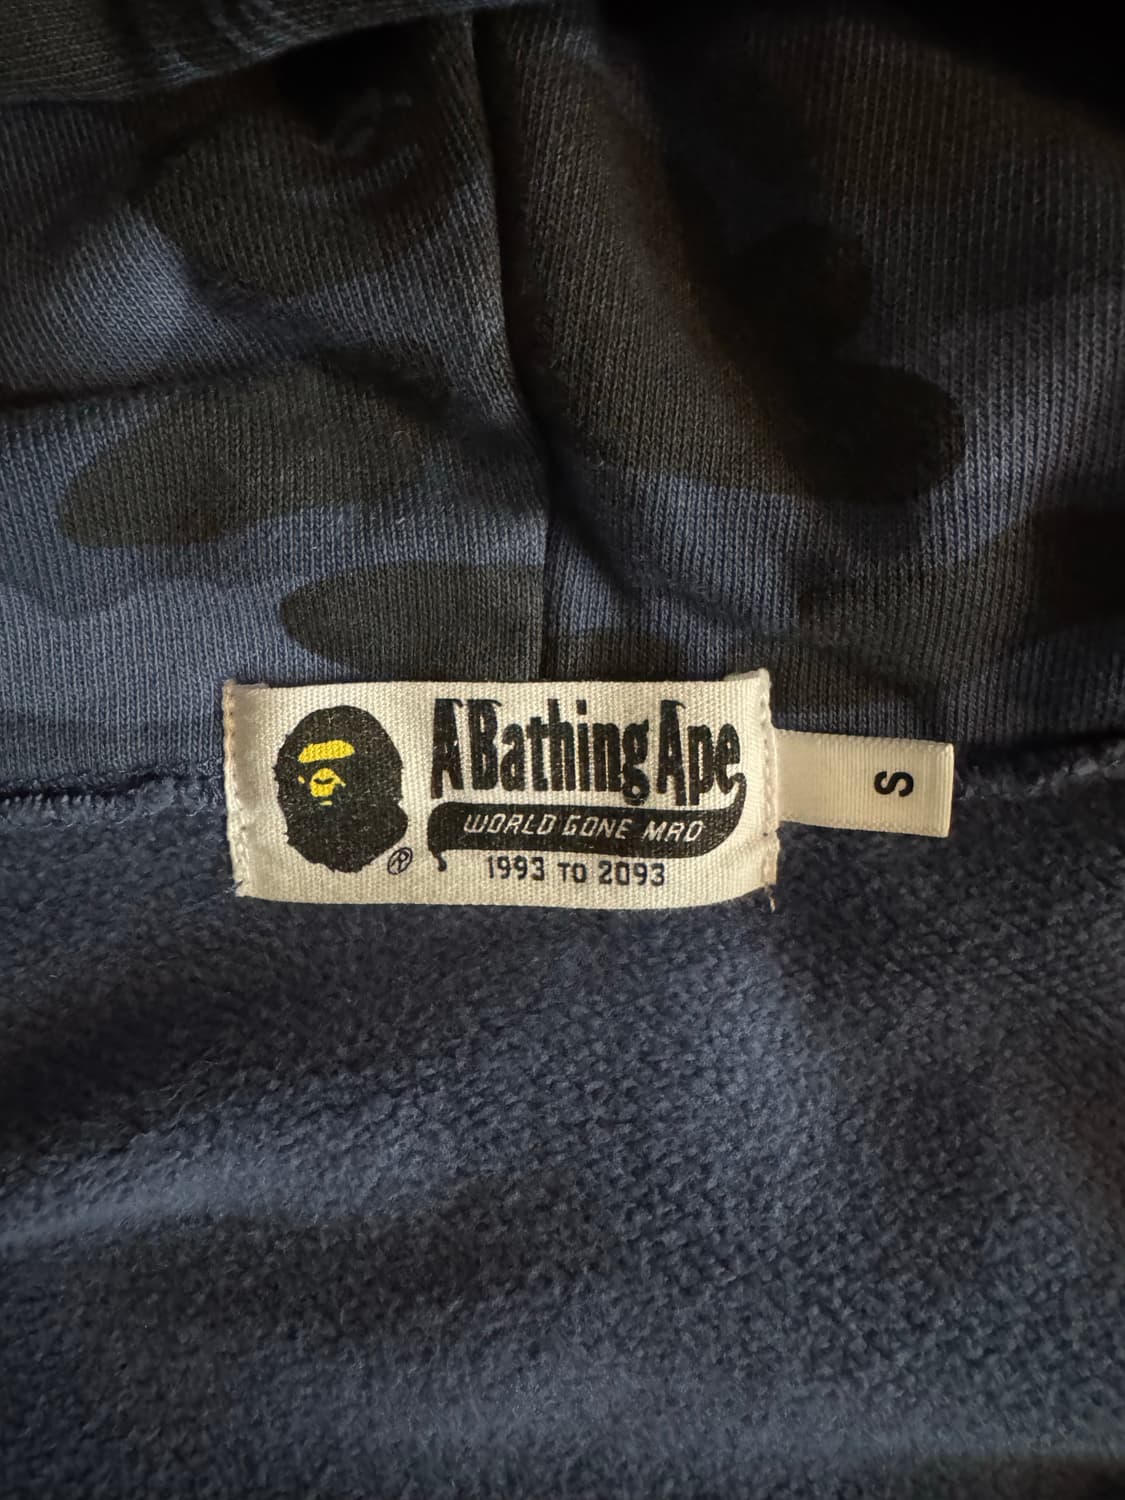 A Bathing Ape
WORLD GONE MAD
1993 TO 2093
®
S